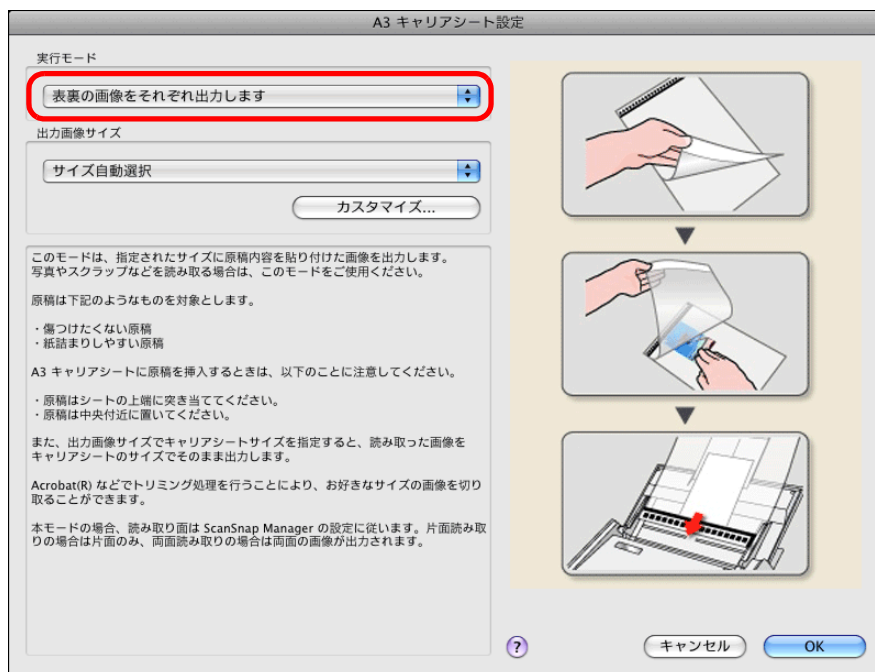 A3 キャリアシート設定
実行モード
表裏の画像をそれぞれ出力します
出力画像サイズ
サイズ自動選択
カスタマイズ...
このモードは、指定されたサイズに原稿内容を貼り付けた画像を出力します。
写真やスクラップなどを読み取る場合は、このモードをご使用ください。
原稿は下記のようなものを対象とします。
・傷つけたくない原稿
・紙詰まりしやすい原稿
A3 キャリアシートに原稿を挿入するときは、以下のことに注意してください。
・原稿はシートの上端に突き当ててください。
・原稿は中央付近に置いてください。
また、出力画像サイズでキャリアシートサイズを指定すると、読み取った画像を
キャリアシートのサイズでそのまま出力します。
Acrobat(R) などでトリミング処理を行うことにより、お好きなサイズの画像を切り
取ることができます。
本モードの場合、読み取り面は ScanSnap Manager の設定に従います。片面読み取
りの場合は片面のみ、両面読み取りの場合は両面の画像が出力されます。
?
キャンセル
OK